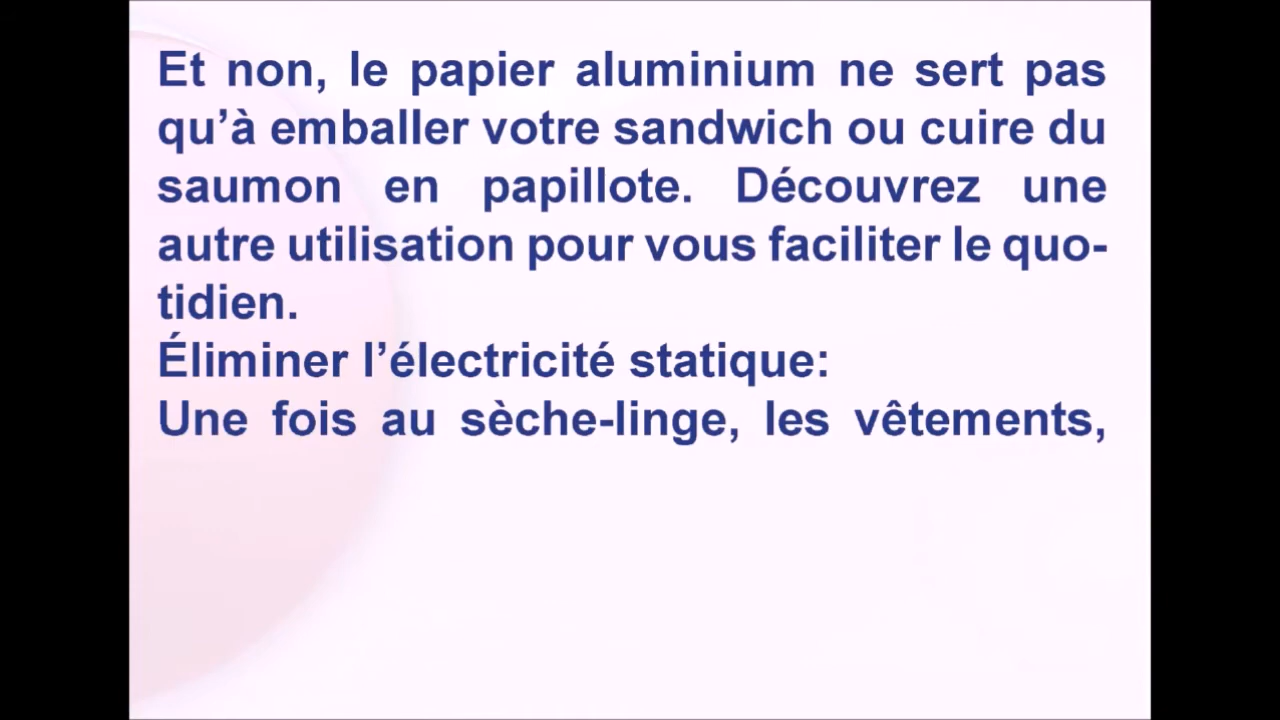 Et non, le papier aluminium ne sert pas
qu’à emballer votre sandwich ou cuire du
saumon en papillote. Découvrez une
autre utilisation pour vous faciliter le quo-
tidien.
Éliminer l’électricité statique:
Une fois au sèche-linge, les vêtements,